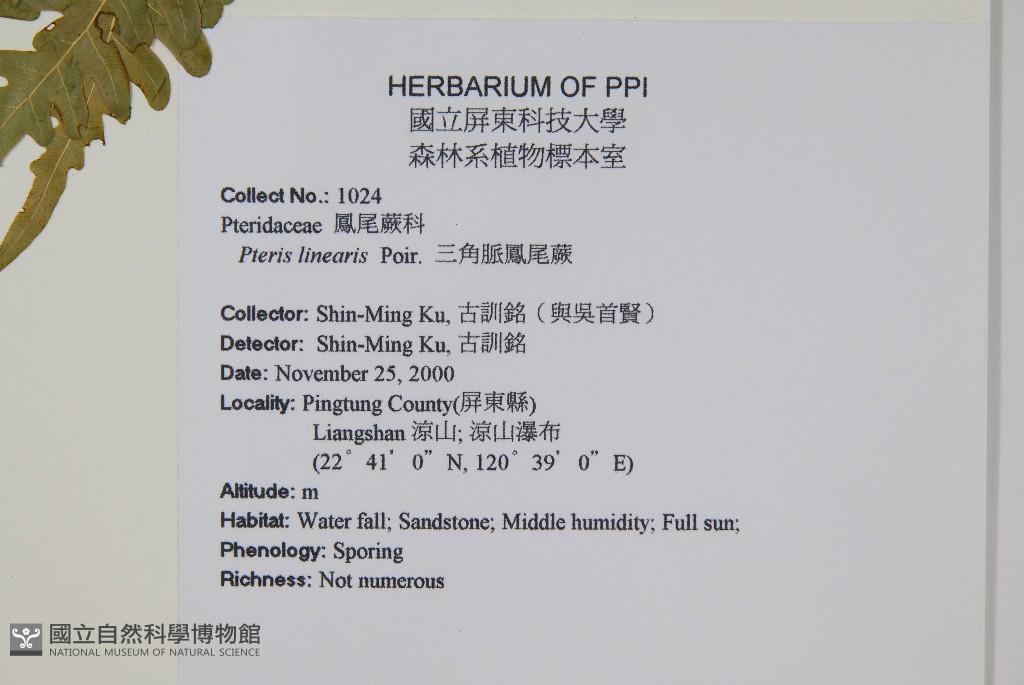 HERBARIUM OF PPI
國立屏東科技大學
森林系植物標本室
Collect No.: 1024
Pteridaceae 鳳尾蕨科
Pteris linearis Poir. 三角脈鳳尾蕨
Collector: Shin-Ming Ku, 古訓銘（與吳首賢）
Detector: Shin-Ming Ku, 古訓銘
Date: November 25, 2000
Locality: Pingtung County(屏東縣)
Liangshan 涼山; 涼山瀑布
(22° 41' 0" N, 120° 39' 0" E)
Altitude: m
Habitat: Water fall; Sandstone; Middle humidity; Full sun;
Phenology: Sporing
Richness: Not numerous
國立自然科學博物館
NATIONAL MUSEUM OF NATURAL SCIENCE